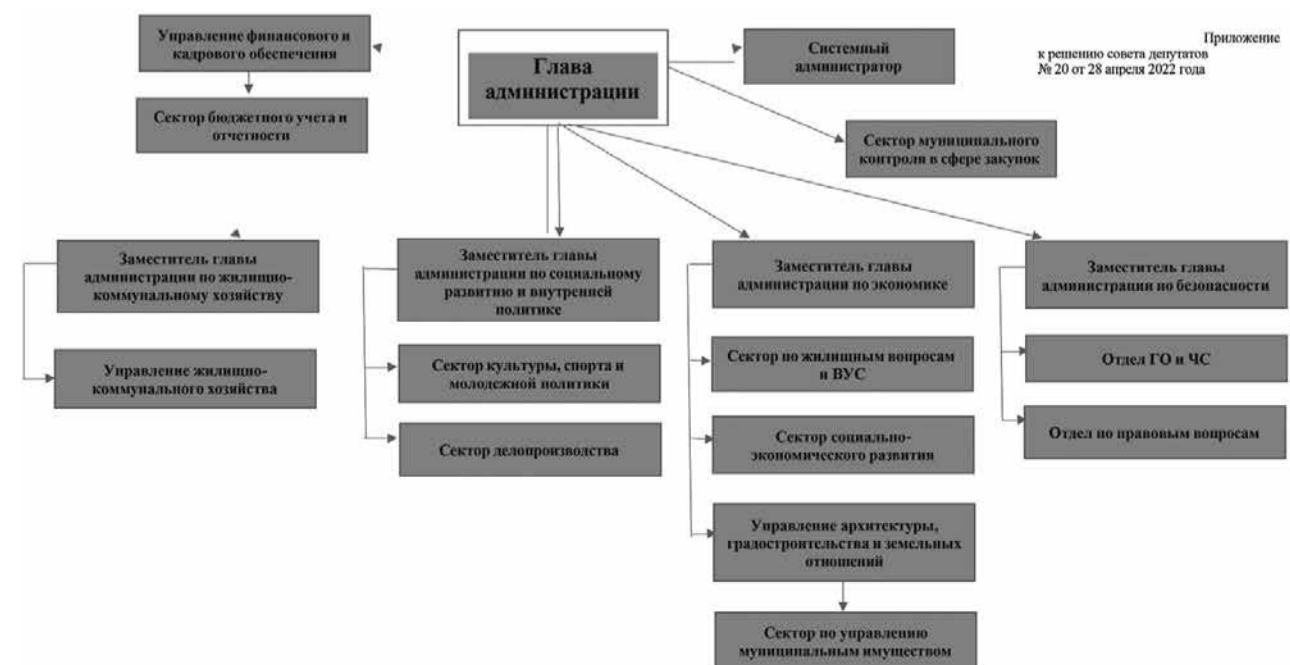 Управление финансового и
кадрового обеспечения
Глава
администрации
Системный
администратор
Приложение
к решению совета депутатов
№ 20 от 28 апреля 2022 года
Сектор бюджетного учета и
отчетности
Сектор муниципального
контроля в сфере закупок
Заместитель главы
администрации по жилищно-
коммунальному хозяйству
Заместитель главы
администрации по социальному
развитию и внутренней
политике
Заместитель главы
администрации по экономике
Заместитель главы
администрации по безопасности
Управление жилищно-
коммунального хозяйства
Сектор культуры, спорта и
молодежной политики
Сектор по жилищным вопросам
и ВУС
Отдел ГО и ЧС
Сектор делопроизводства
Сектор социально-
экономического развития
Отдел по правовым вопросам
Управление архитектуры,
градостроительства и земельных
отношений
Сектор по управлению
муниципальным имуществом